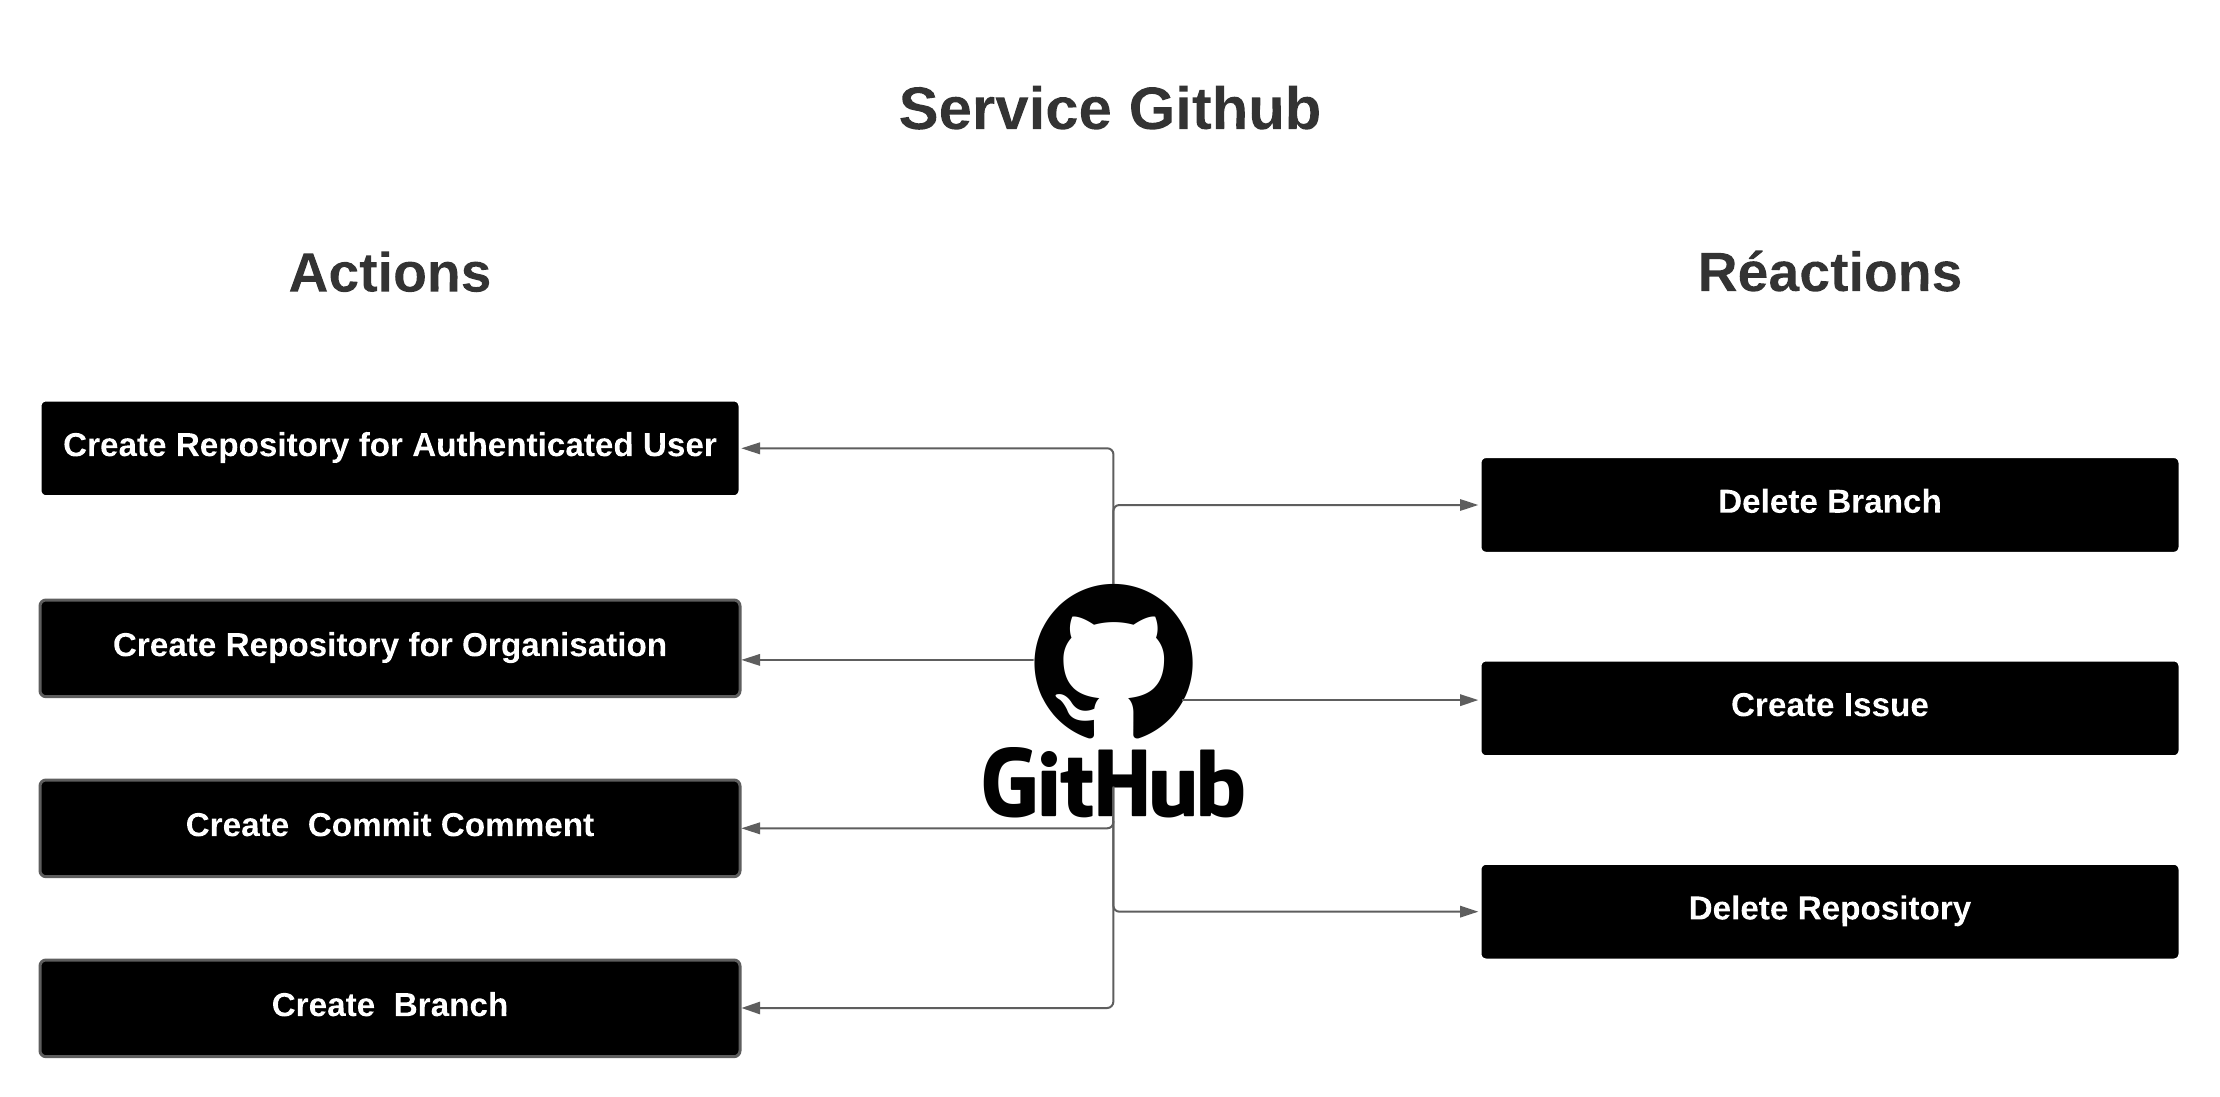 Service Github
Actions
Réactions
Create Repository for Authenticated User
Create Repository for Organisation
Create  Commit Comment
Create  Branch
GitHub
Delete Branch
Create Issue
Delete Repository